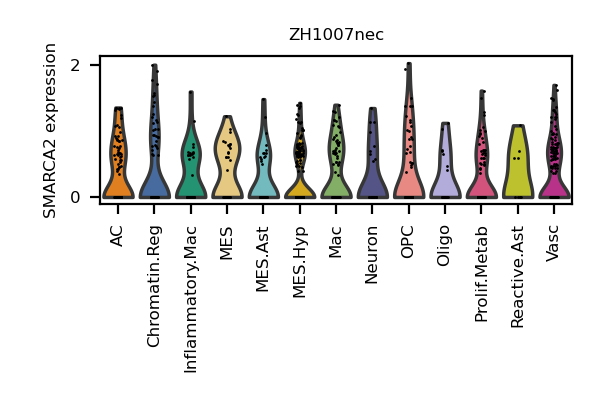 ZH1007nec
SMARCA2 expression
2
0
AC
Chromatin.Reg
Inflammatory.Mac
MES
MES.Ast
MES.Hyp
Mac
Neuron
OPC
Oligo
Prolif.Metab
Reactive.Ast
Vasc